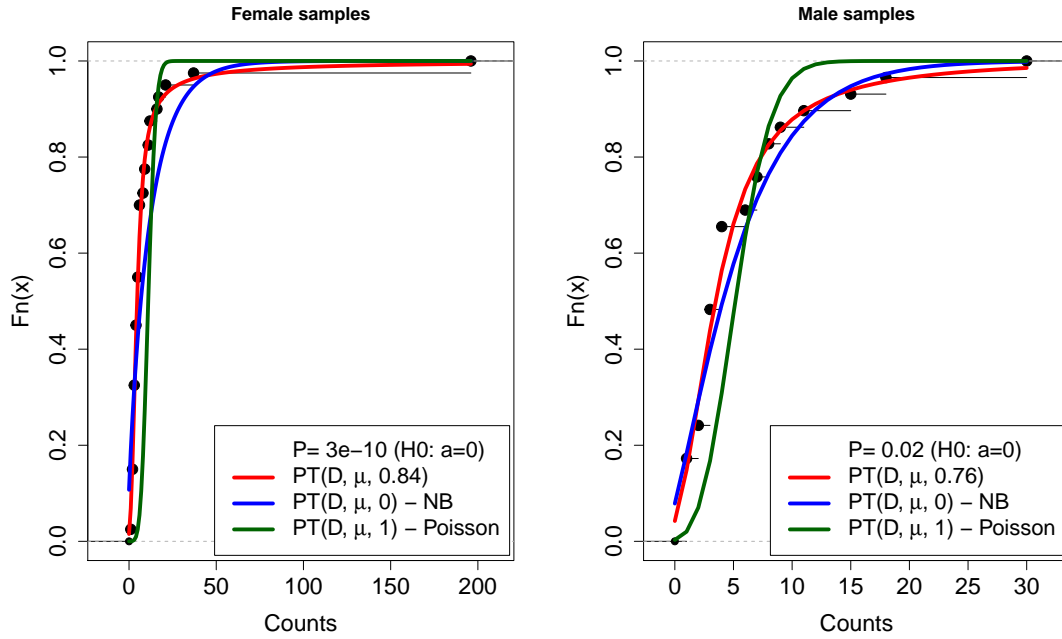 Female samples
Fn(x)
1.0
0.8
0.6
0.4
0.2
0.0
P= 3e−10 (H0: a=0)
PT(D, μ, 0.84)
PT(D, μ, 0) − NB
PT(D, μ, 1) − Poisson
0 50 100 150 200
Counts
Male samples
Fn(x)
1.0
0.8
0.6
0.4
0.2
0.0
P= 0.02 (H0: a=0)
PT(D, μ, 0.76)
PT(D, μ, 0) − NB
PT(D, μ, 1) − Poisson
0 5 10 15 20 25 30
Counts